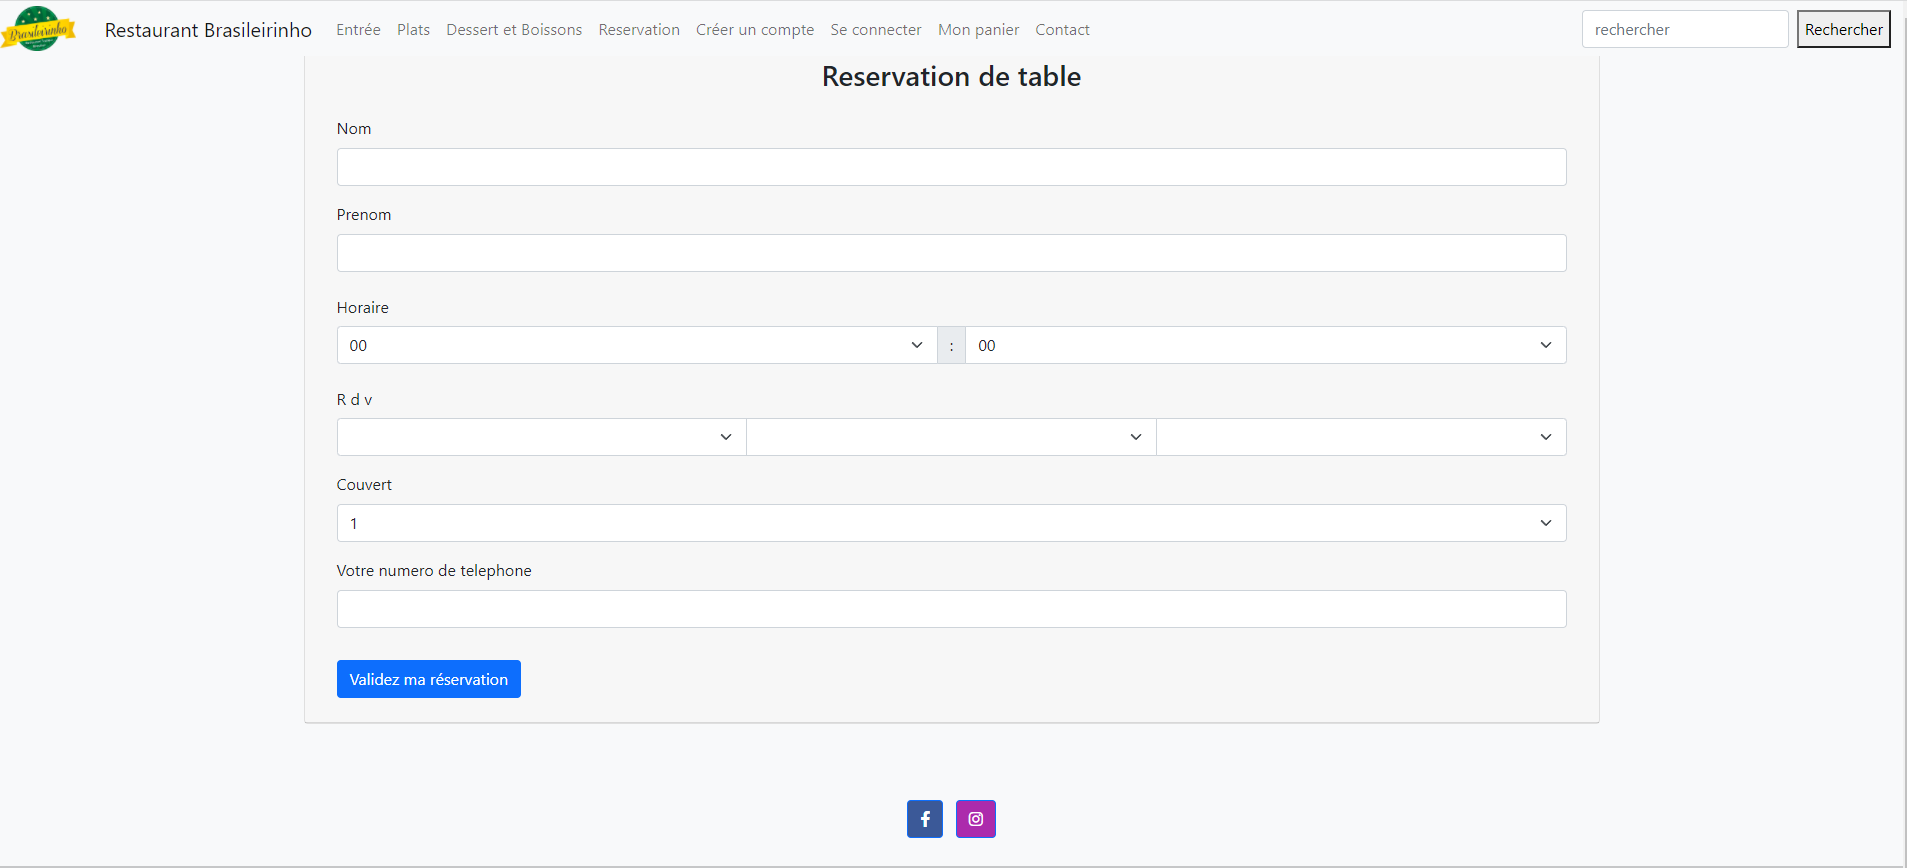 Brasileirinho
Restaurant Brasileirinho Entrée Plats Dessert et Boissons Reservation Créer un compte Se connecter Mon panier Contact rechercher Rechercher
Reservation de table
Nom
Prenom
Horaire
00 : 00
R d v
Couvert
1
Votre numero de telephone
Validez ma réservation